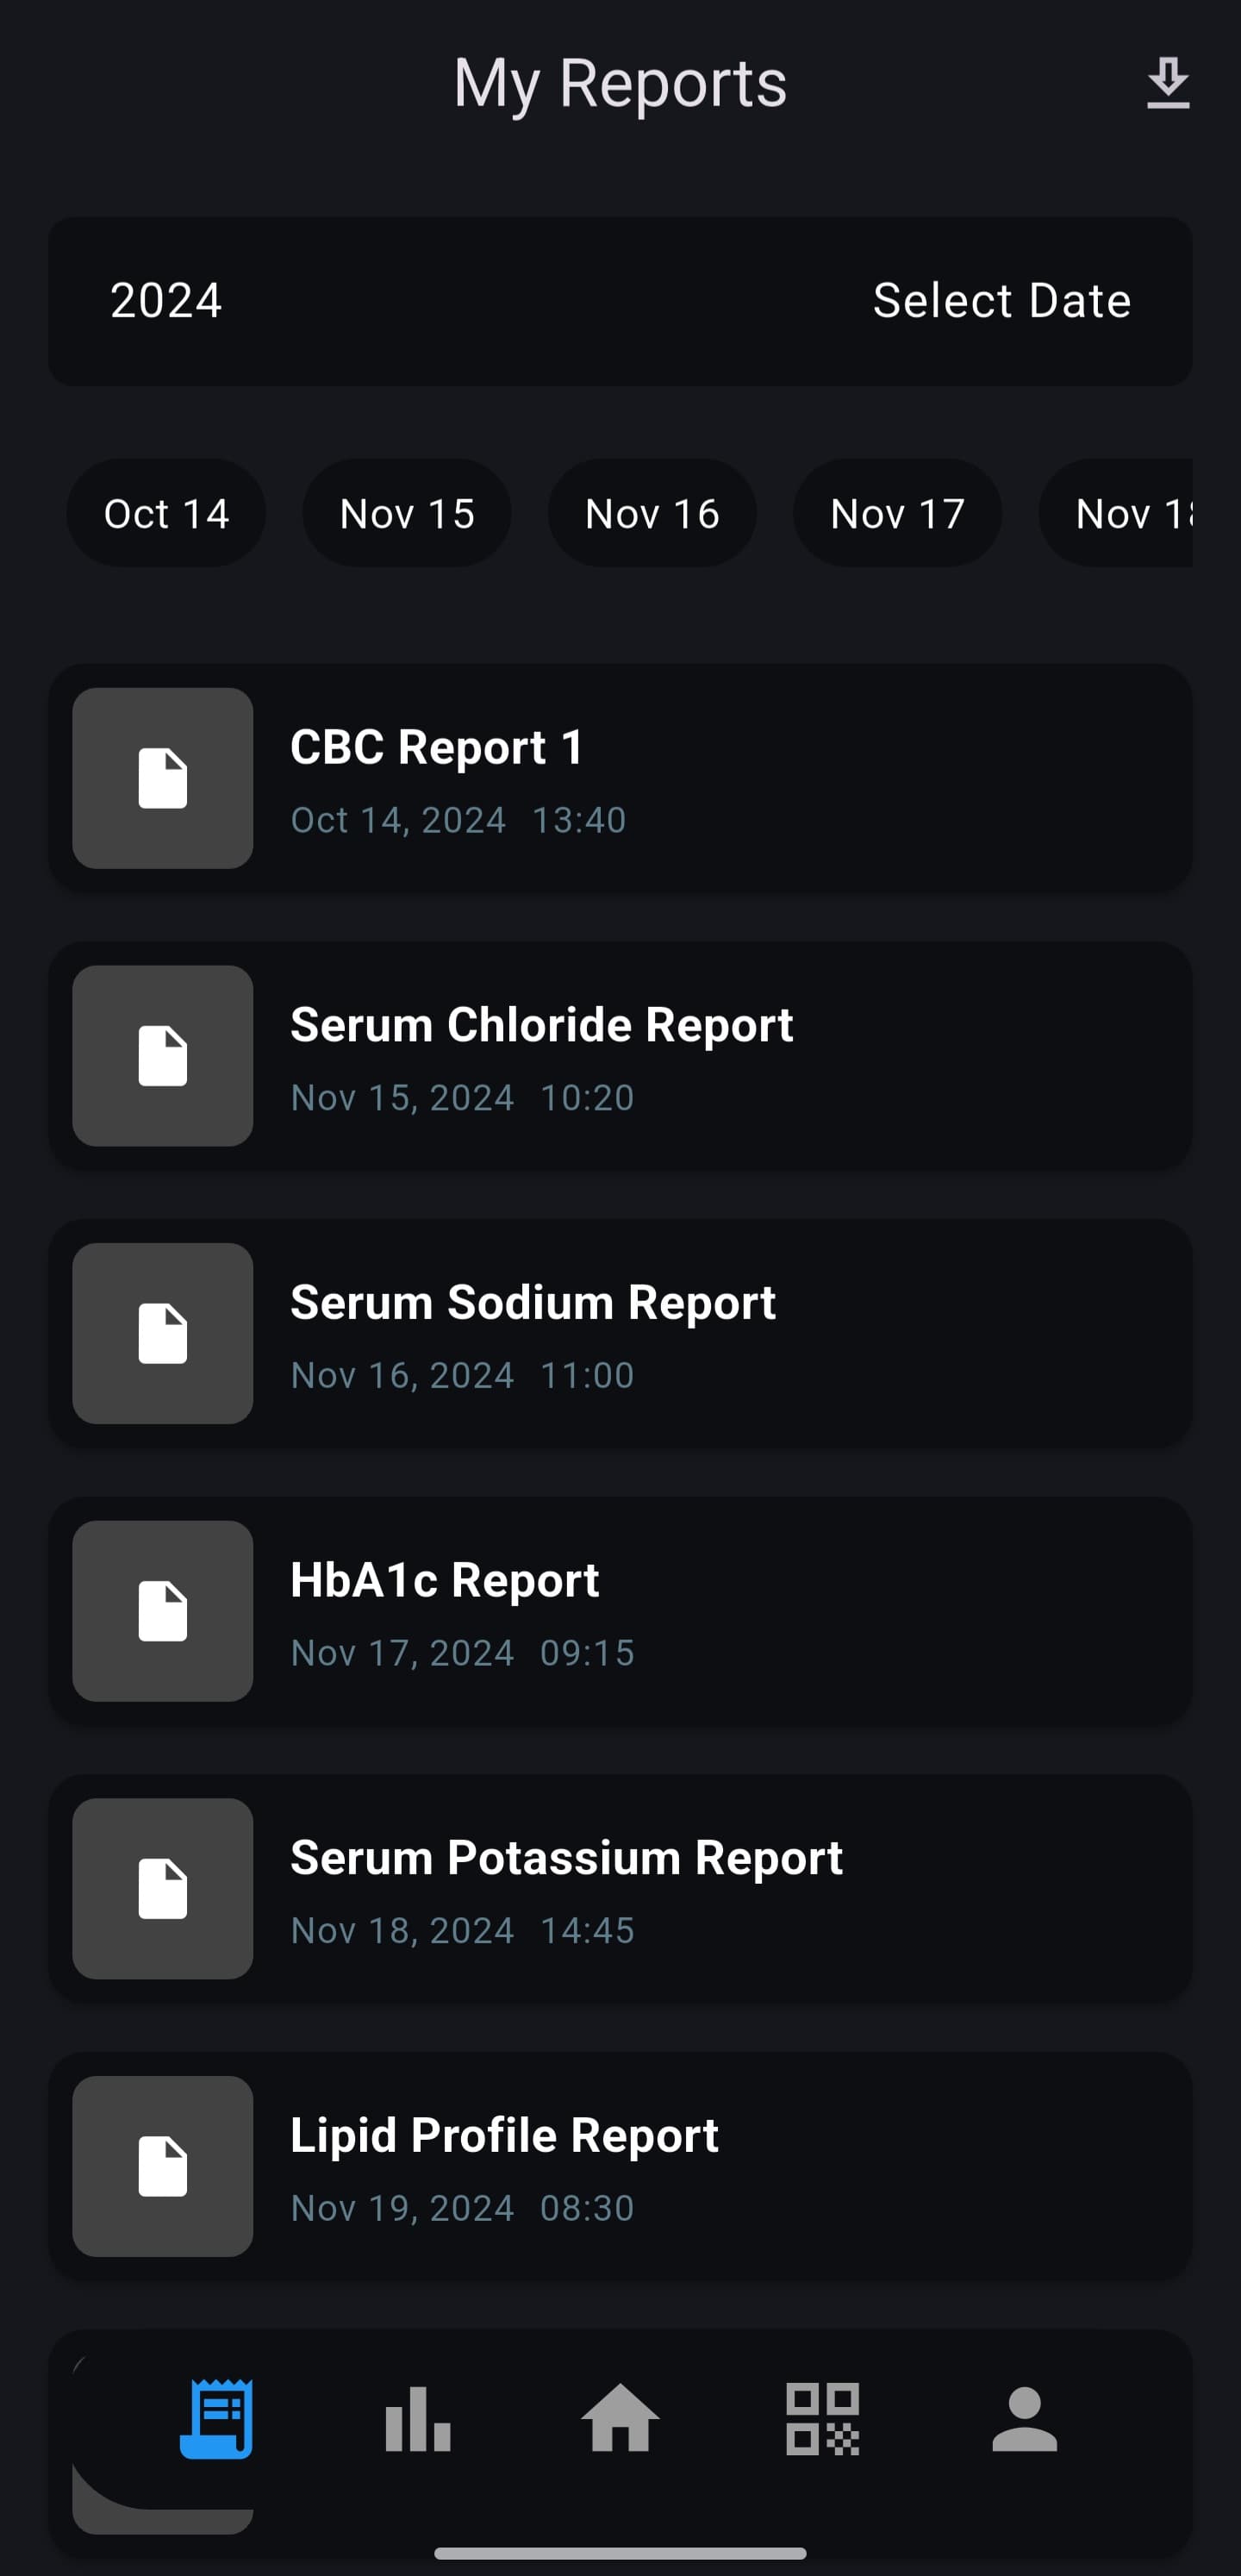 My Reports
2024 Select Date
Oct 14 Nov 15 Nov 16 Nov 17 Nov
CBC Report 1
Oct 14, 2024 13:40
Serum Chloride Report
Nov 15, 2024 10:20
Serum Sodium Report
Nov 16, 2024 11:00
HbA1c Report
Nov 17, 2024 09:15
Serum Potassium Report
Nov 18, 2024 14:45
Lipid Profile Report
Nov 19, 2024 08:30